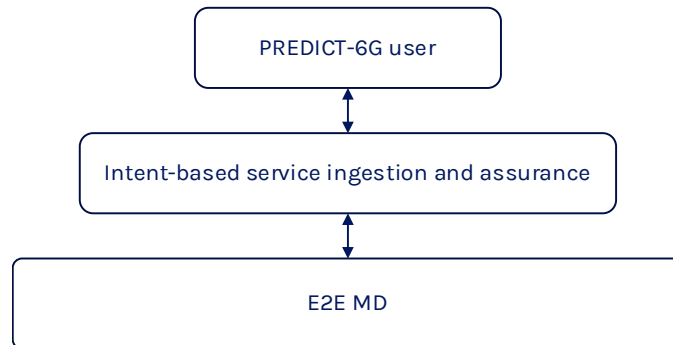 PREDICT-6G user
Intent-based service ingestion and assurance
E2E MD